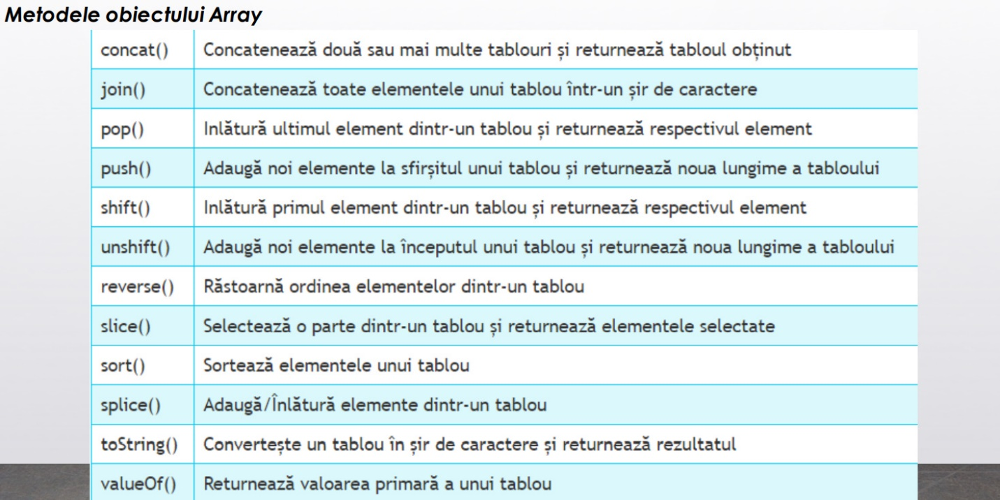 Metodele obiectului Array
concat() Concatenează două sau mai multe tablouri și returnează tabloul obținut
join() Concatenează toate elementele unui tablou într-un șir de caractere
pop() Inlătură ultimul element dintr-un tablou și returnează respectivul element
push() Adaugă noi elemente la sfirșitul unui tablou și returnează noua lungime a tabloului
shift() Inlătură primul element dintr-un tablou și returnează respectivul element
unshift() Adaugă noi elemente la începutul unui tablou și returnează noua lungime a tabloului
reverse() Răstoarnă ordinea elementelor dintr-un tablou
slice() Selectează o parte dintr-un tablou și returnează elementele selectate
sort() Sortează elementele unui tablou
splice() Adaugă/Înlătură elemente dintr-un tablou
toString() Convertește un tablou în șir de caractere și returnează rezultatul
valueOf() Returnează valoarea primară a unui tablou